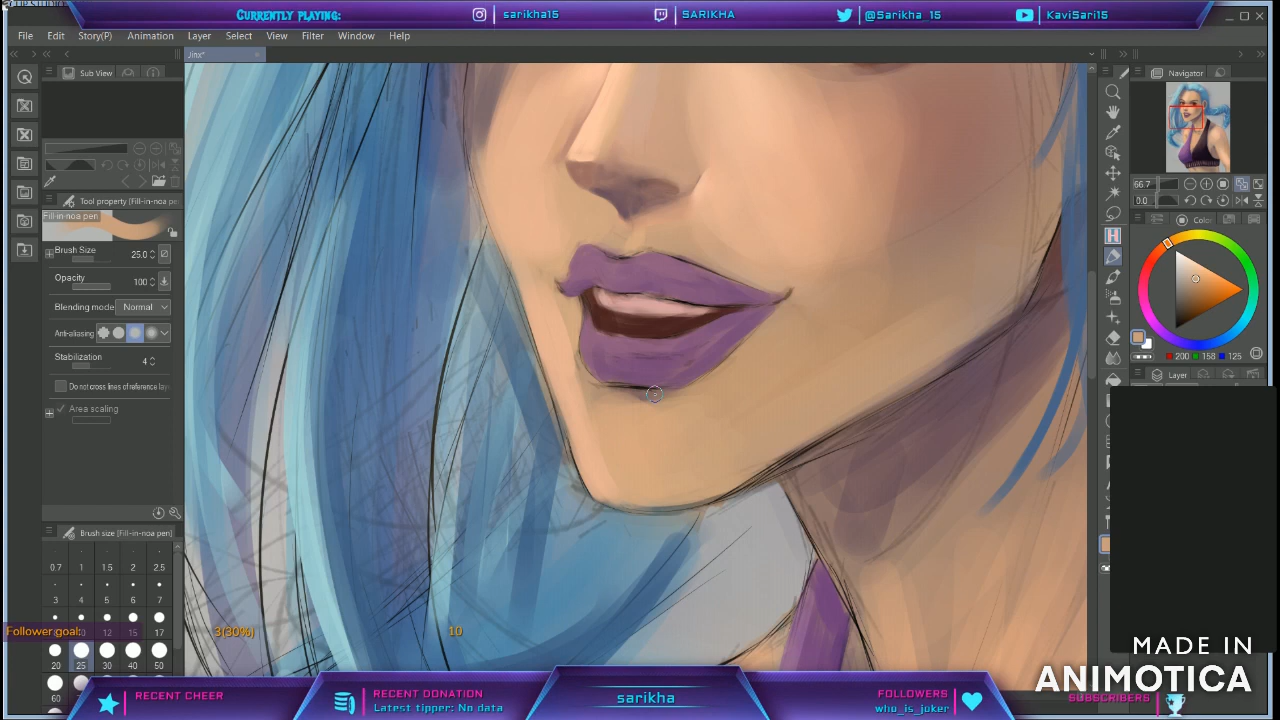 CURRENTLY PLAYING:
sarikha15
SARIKHA
@Sarikha_15
KaviSari15
File Edit Story(P) Animation Layer Select View Filter Window Help
Jinx*
Sub View
Navigator
66.7
0.0
Tool property [Fill-in-noa pe
Fill-in-noa pen
Brush Size 25.0
Opacity 100
Blending mode Normal
Anti-aliasing
Stabilization 4
Do not cross lines of reference lay
Area scaling
Color
200 158 125
Layer
Brush size [Fill-in-noa pen]
0.7 1 1.5 2 2.5
3 4 5 6 7
12 15 17
Follower goal: 3(30%) 10
20 25 30 40 50
60
MADE IN
ANIMOTICA
RECENT CHEER
RECENT DONATION
Latest tipper: No data
sarikha
FOLLOWERS
who_is_joker
SUBSCRIBERS